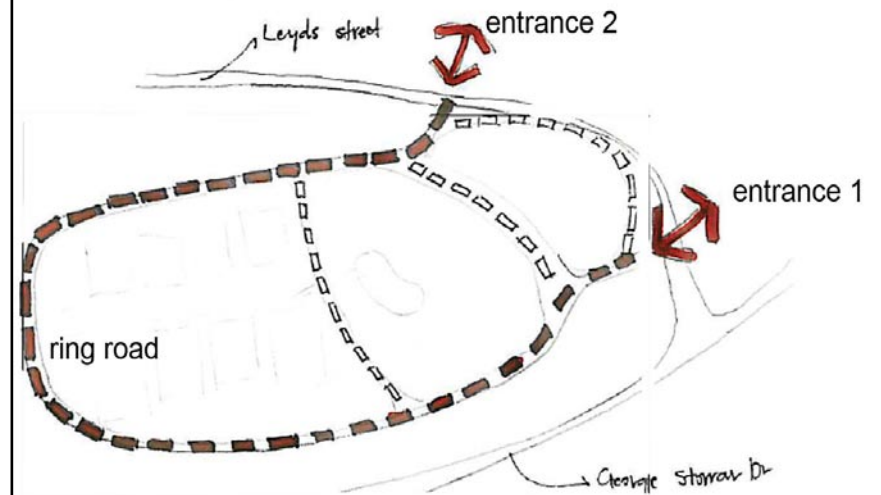 Leyds street
entrance 2
entrance 1
ring road
George Storrar Dr